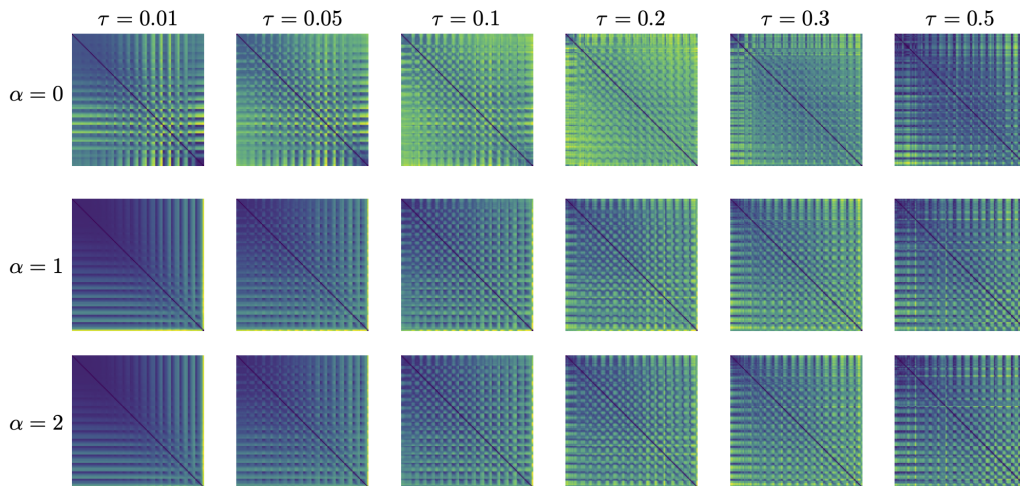 τ = 0.01 τ = 0.05 τ = 0.1 τ = 0.2 τ = 0.3 τ = 0.5
α = 0
α = 1
α = 2